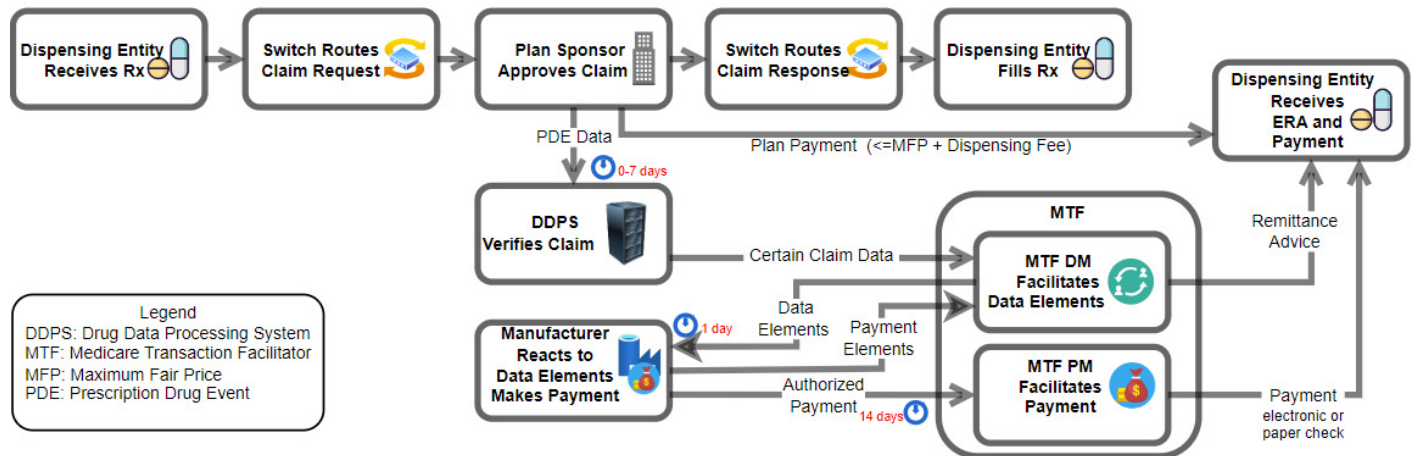 Dispensing Entity
Receives Rx
Switch Routes
Claim Request
Plan Sponsor
Approves Claim
Switch Routes
Claim Response
Dispensing Entity
Fills Rx
Dispensing Entity
Receives
ERA and
Payment
PDE Data
Plan Payment (<=MFP + Dispensing Fee)
0-7 days
DDPS
Verifies Claim
Certain Claim Data
MTF
MTF DM
Facilitates
Data Elements
Remittance
Advice
Legend
DDPS: Drug Data Processing System
MTF: Medicare Transaction Facilitator
MFP: Maximum Fair Price
PDE: Prescription Drug Event
Manufacturer
Reacts to
Data Elements
Makes Payment
1 day
Data
Elements
Payment
Elements
Authorized
Payment
14 days
MTF PM
Facilitates
Payment
Payment
electronic or
paper check